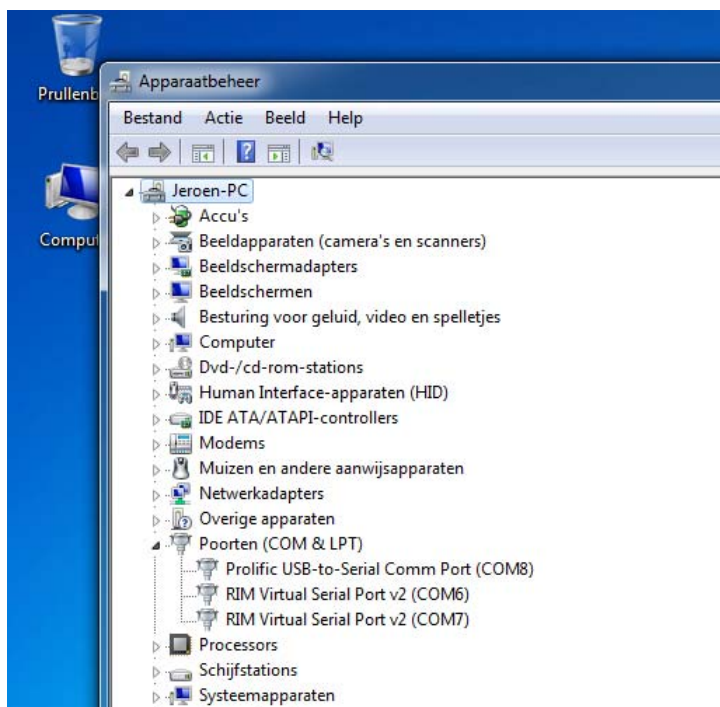 Prullenb
Apparaatbeheer
Bestand Actie Beeld Help
Jeroen-PC
Accu's
Comput
Beeldapparaten (camera's en scanners)
Beeldschermadapters
Beeldschermen
Besturing voor geluid, video en spelletjes
Computer
Dvd-/cd-rom-stations
Human Interface-apparaten (HID)
IDE ATA/ATAPI-controllers
Modems
Muizen en andere aanwijsapparaten
Netwerkadapters
Overige apparaten
Poorten (COM & LPT)
Prolific USB-to-Serial Comm Port (COM8)
RIM Virtual Serial Port v2 (COM6)
RIM Virtual Serial Port v2 (COM7)
Processors
Schijfstations
Systeemapparaten